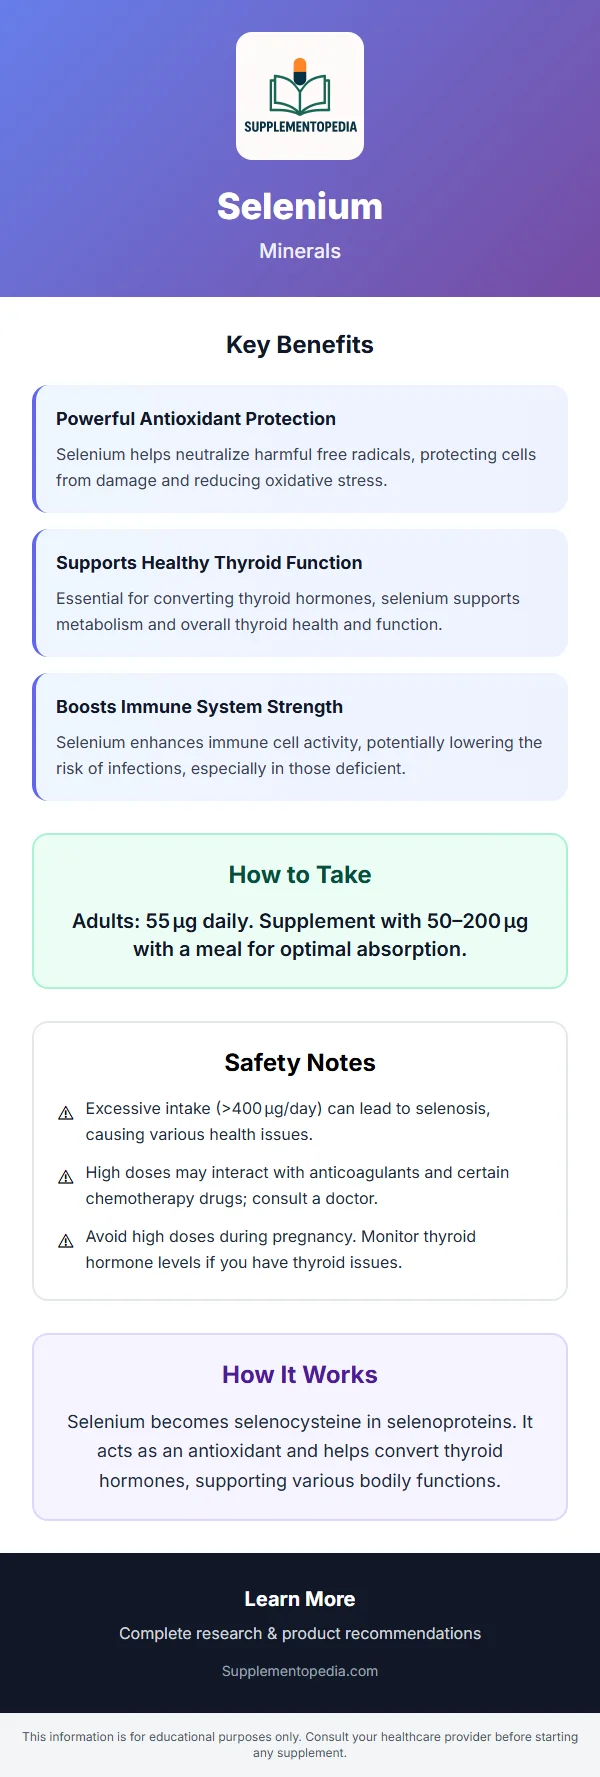 SUPPLEMENTOPEDIA
Selenium
Minerals
Key Benefits
Powerful Antioxidant Protection
Selenium helps neutralize harmful free radicals, protecting cells
from damage and reducing oxidative stress.
Supports Healthy Thyroid Function
Essential for converting thyroid hormones, selenium supports
metabolism and overall thyroid health and function.
Boosts Immune System Strength
Selenium enhances immune cell activity, potentially lowering the
risk of infections, especially in those deficient.
How to Take
Adults: 55 µg daily. Supplement with 50–200 µg
with a meal for optimal absorption.
Safety Notes
⚠ Excessive intake (>400 µg/day) can lead to selenosis,
causing various health issues.
⚠ High doses may interact with anticoagulants and certain
chemotherapy drugs; consult a doctor.
⚠ Avoid high doses during pregnancy. Monitor thyroid
hormone levels if you have thyroid issues.
How It Works
Selenium becomes selenocysteine in selenoproteins. It
acts as an antioxidant and helps convert thyroid
hormones, supporting various bodily functions.
Learn More
Complete research & product recommendations
Supplementopedia.com
This information is for educational purposes only. Consult your healthcare provider before starting
any supplement.